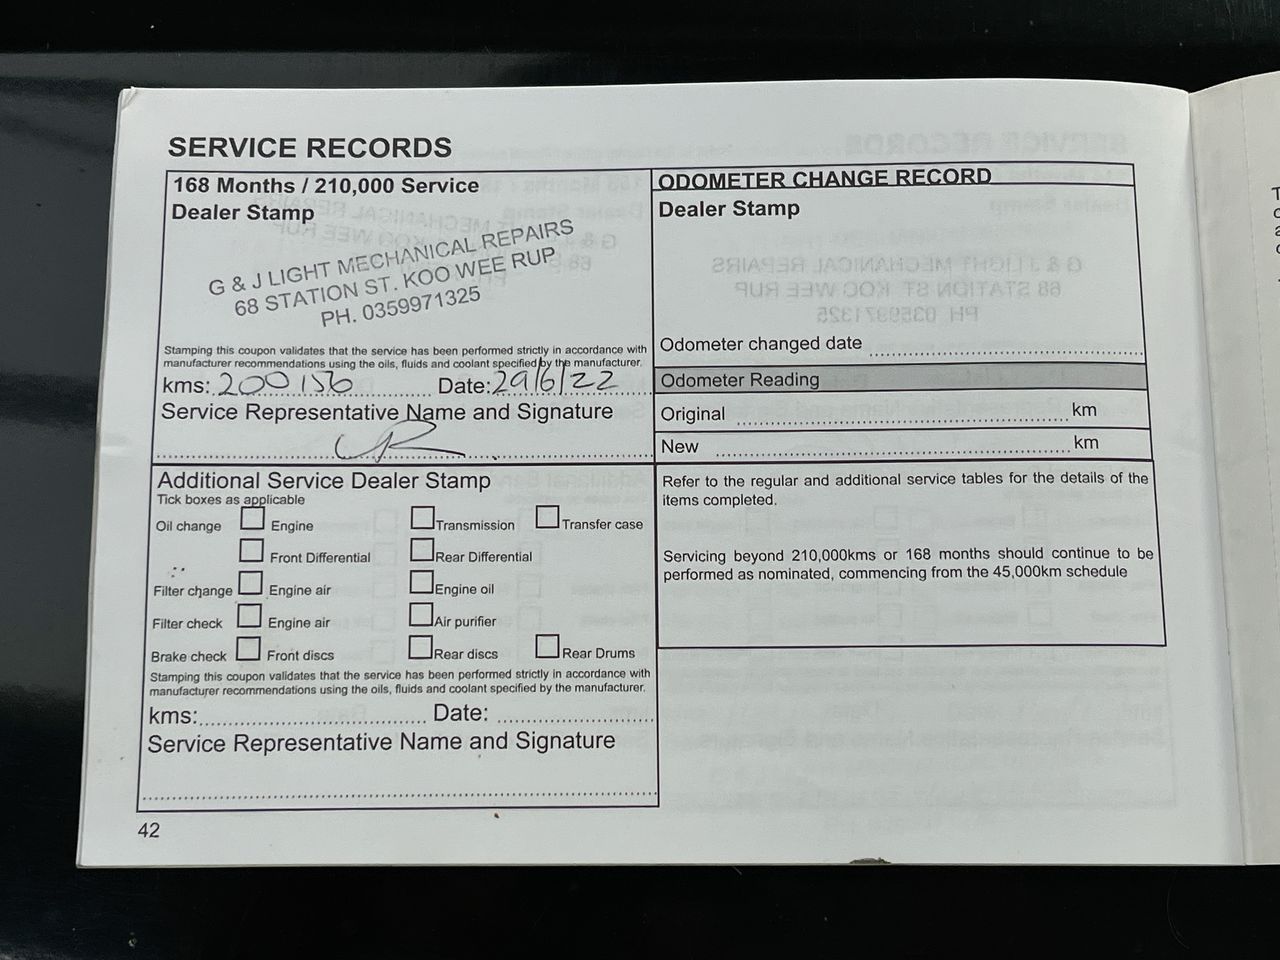 SERVICE RECORDS
168 Months / 210,000 Service
Dealer Stamp
G & J LIGHT MECHANICAL REPAIRS
68 STATION ST. KOO WEE RUP
PH. 0359971325
Stamping this coupon validates that the service has been performed strictly in accordance with
manufacturer recommendations using the oils, fluids and coolant specified by the manufacturer.
kms: 200156 Date: 29/6/22
Service Representative Name and Signature
Additional Service Dealer Stamp
Tick boxes as applicable
Oil change Engine Transmission Transfer case
Front Differential Rear Differential
Filter change Engine air Engine oil
Filter check Engine air Air purifier
Brake check Front discs Rear discs Rear Drums
Stamping this coupon validates that the service has been performed strictly in accordance with
manufacturer recommendations using the oils, fluids and coolant specified by the manufacturer.
kms: Date:
Service Representative Name and Signature
42
ODOMETER CHANGE RECORD
Dealer Stamp
Odometer changed date
Odometer Reading
Original km
New km
Refer to the regular and additional service tables for the details of the
items completed.
Servicing beyond 210,000kms or 168 months should continue to be
performed as nominated, commencing from the 45,000km schedule